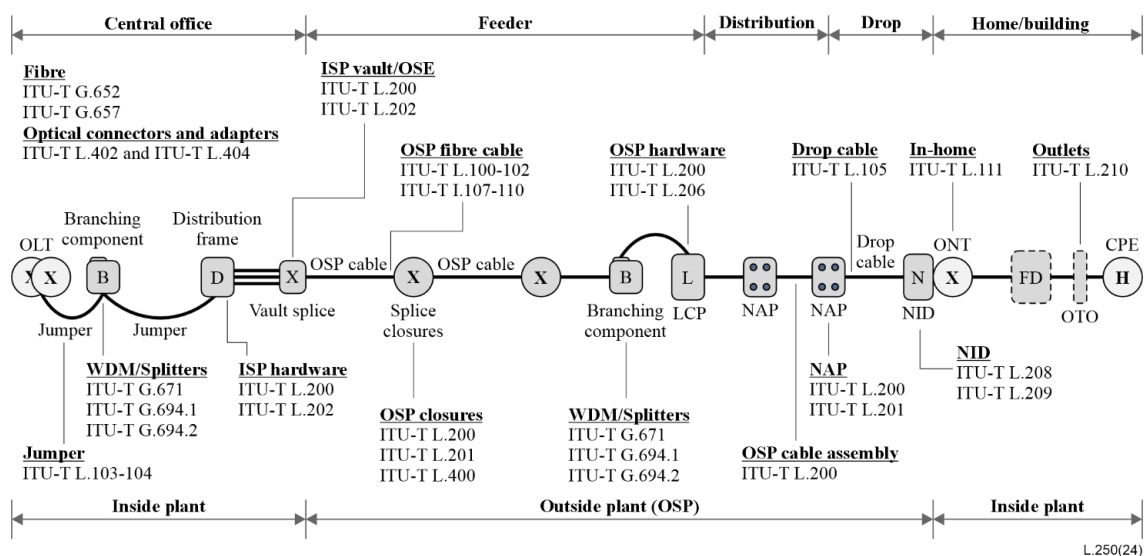 Central office
Feeder
Distribution
Drop
Home/building
Fibre
ITU-T G.652
ITU-T G.657
Optical connectors and adapters
ITU-T L.402 and ITU-T L.404
ISP vault/OSE
ITU-T L.200
ITU-T L.202
OSP fibre cable
ITU-T L.100-102
ITU-T I.107-110
OSP hardware
ITU-T L.200
ITU-T L.206
Drop cable
ITU-T L.105
In-home
ITU-T L.111
Outlets
ITU-T L.210
OLT
Branching
component
Distribution
frame
OSP cable
OSP cable
Drop
cable
ONT
CPE
X
X
B
D
X
X
X
B
L
N
X
FD
H
Jumper
Jumper
Vault splice
Splice
closures
Branching
component
LCP
NAP
NAP
NID
OTO
WDM/Splitters
ITU-T G.671
ITU-T G.694.1
ITU-T G.694.2
ISP hardware
ITU-T L.200
ITU-T L.202
Jumper
ITU-T L.103-104
OSP closures
ITU-T L.200
ITU-T L.201
ITU-T L.400
WDM/Splitters
ITU-T G.671
ITU-T G.694.1
ITU-T G.694.2
NAP
ITU-T L.200
ITU-T L.201
OSP cable assembly
ITU-T L.200
NID
ITU-T L.208
ITU-T L.209
Inside plant
Outside plant (OSP)
Inside plant
L.250(24)